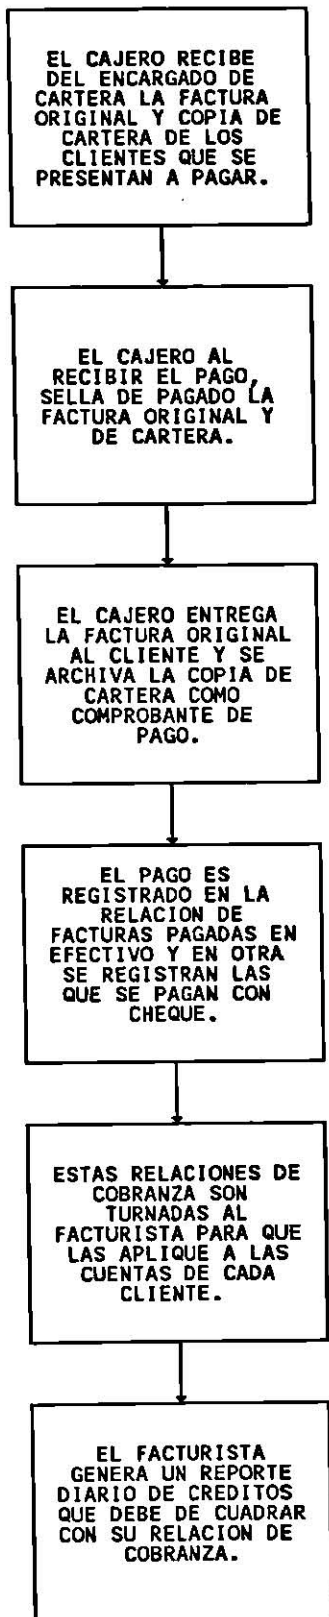 EL CAJERO RECIBE
DEL ENCARGADO DE
CARTERA LA FACTURA
ORIGINAL Y COPIA DE
CARTERA DE LOS
CLIENTES QUE SE
PRESENTAN A PAGAR.
EL CAJERO AL
RECIBIR EL PAGO,
SELLA DE PAGADO LA
FACTURA ORIGINAL Y
DE CARTERA.
EL CAJERO ENTREGA
LA FACTURA ORIGINAL
AL CLIENTE Y SE
ARCHIVA LA COPIA DE
CARTERA COMO
COMPROBANTE DE
PAGO.
EL PAGO ES
REGISTRADO EN LA
RELACION DE
FACTURAS PAGADAS EN
EFECTIVO Y EN OTRA
SE REGISTRAN LAS
QUE SE PAGAN CON
CHEQUE.
ESTAS RELACIONES DE
COBRANZA SON
TURNADAS AL
FACTURISTA PARA QUE
LAS APLIQUE A LAS
CUENTAS DE CADA
CLIENTE.
EL FACTURISTA
GENERA UN REPORTE
DIARIO DE CREDITOS
QUE DEBE DE CUADRAR
CON SU RELACION DE
COBRANZA.